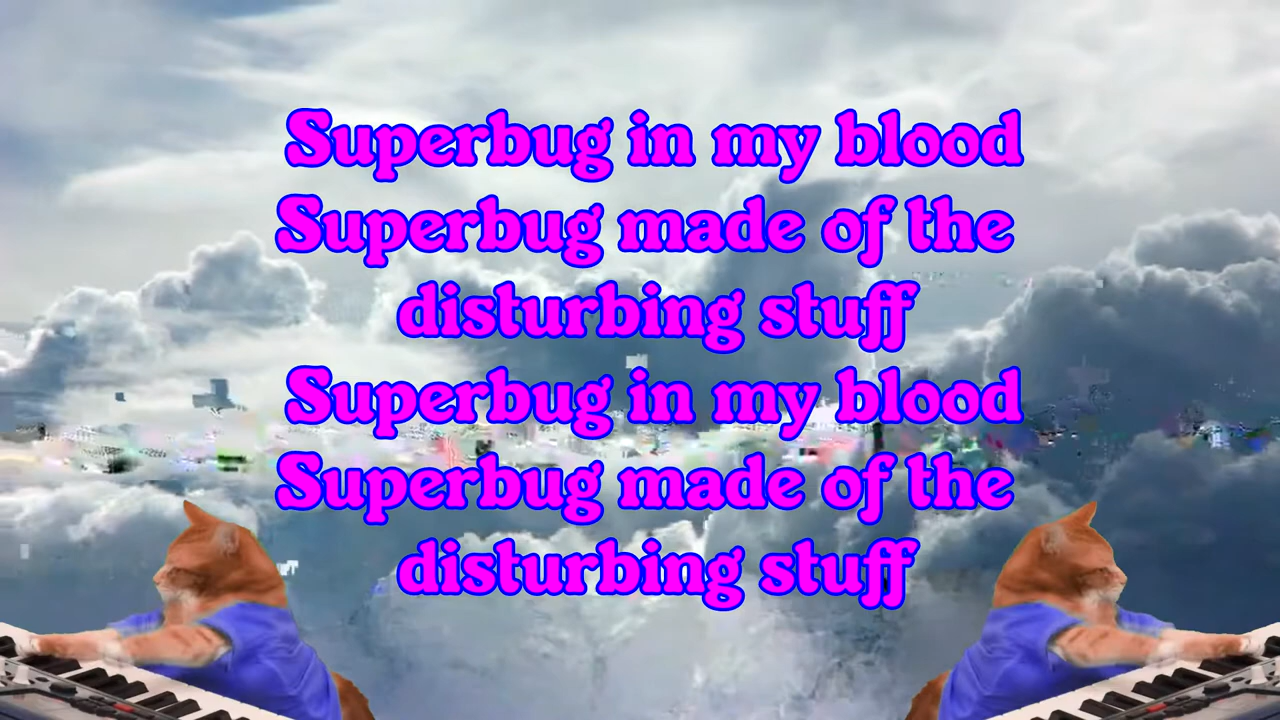 Superbug in my blood
Superbug made of the
disturbing stuff
Superbug in my blood
Superbug made of the
disturbing stuff